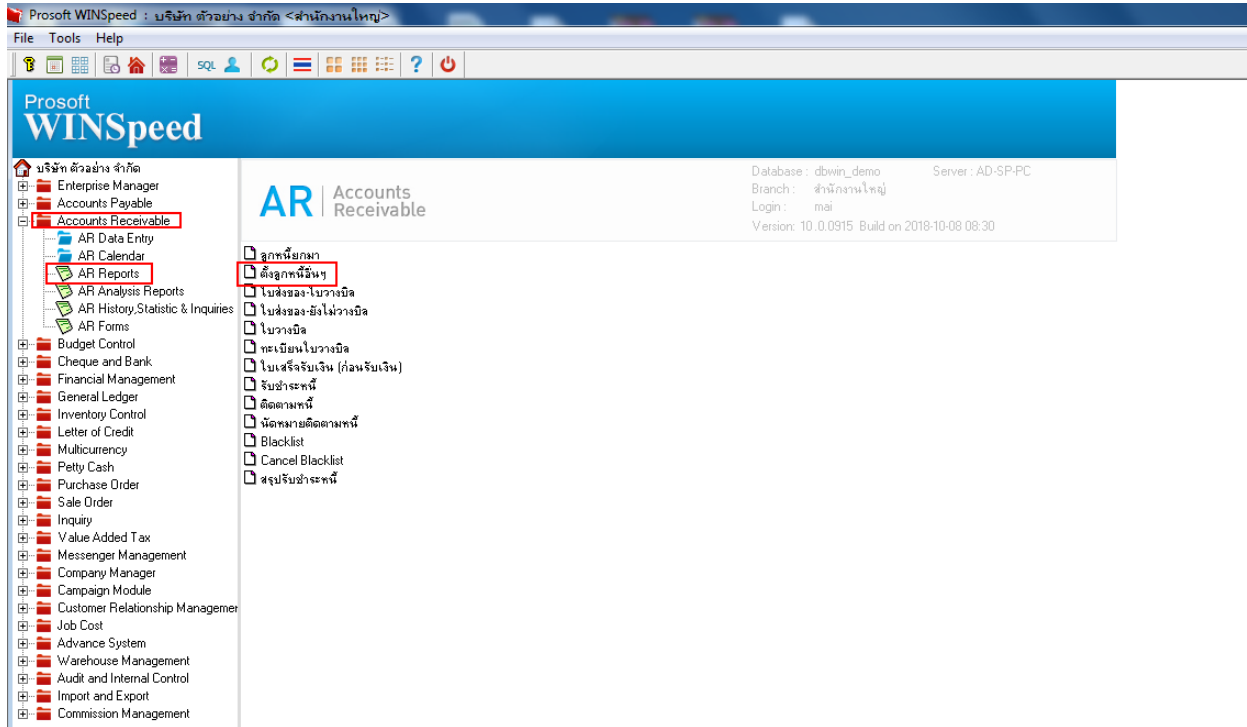 Prosoft WINSpeed : บริษัท ตัวอย่าง จำกัด <สำนักงานใหญ่>
File Tools Help
SQL
Prosoft
WINSpeed
บริษัท ตัวอย่าง จำกัด
Enterprise Manager
Accounts Payable
Accounts Receivable
AR Data Entry
AR Calendar
AR Reports
AR Analysis Reports
AR History,Statistic & Inquiries
AR Forms
Budget Control
Cheque and Bank
Financial Management
General Ledger
Inventory Control
Letter of Credit
Multicurrency
Petty Cash
Purchase Order
Sale Order
Inquiry
Value Added Tax
Messenger Management
Company Manager
Campaign Module
Customer Relationship Managemer
Job Cost
Advance System
Warehouse Management
Audit and Internal Control
Import and Export
Commission Management
AR Accounts
Receivable
Database : dbwin_demo Server : AD-SP-PC
Branch : สำนักงานใหญ่
Login : mai
Version: 10.0.0915 Build on 2018-10-08 08:30
ลูกหนี้ยกมา
ตั้งลูกหนี้อื่นๆ
ใบส่งของ-ใบวางบิล
ใบส่งของ-ยังไม่วางบิล
ใบวางบิล
ทะเบียนใบวางบิล
ใบเสร็จรับเงิน (ก่อนรับเงิน)
รับชำระหนี้
ติดตามหนี้
นัดหมายติดตามหนี้
Blacklist
Cancel Blacklist
สรุปรับชำระหนี้